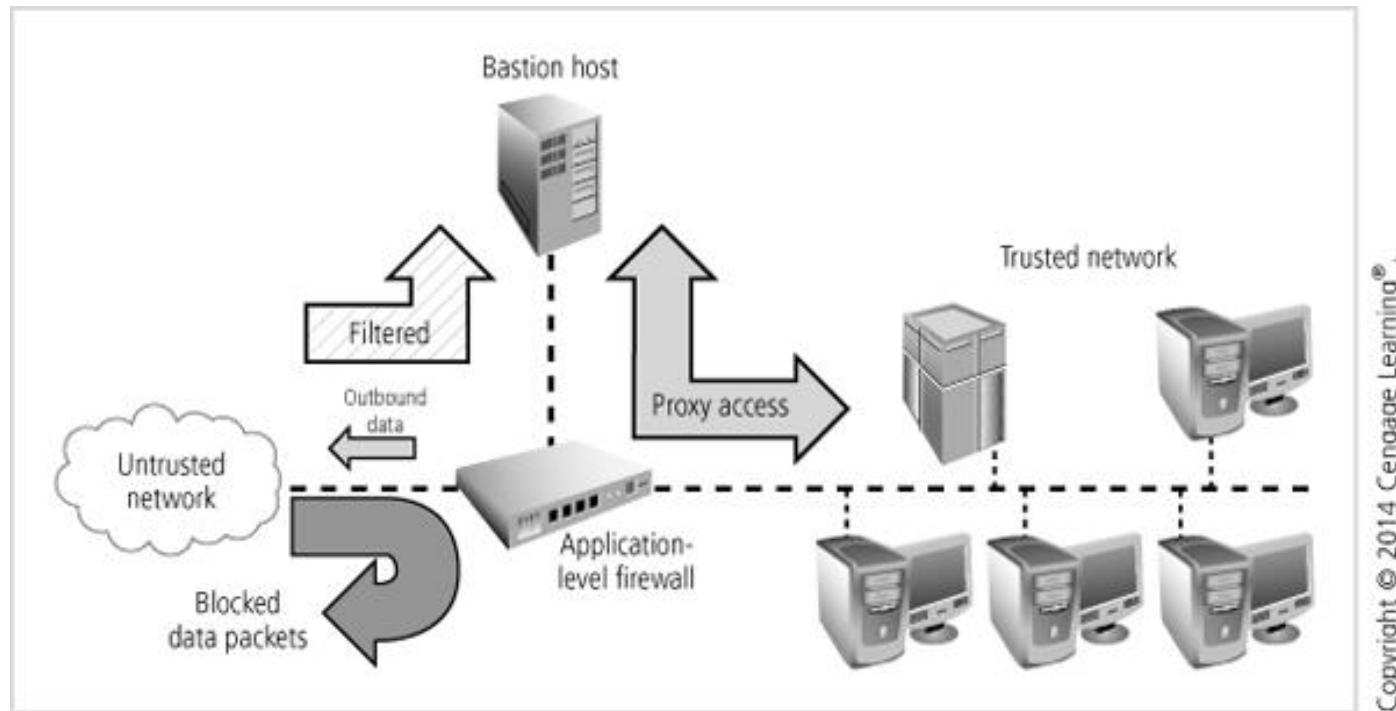 Bastion host
Trusted network
Filtered
Proxy access
Outbound
data
Untrusted
network
Application-
level firewall
Blocked
data packets
Copyright © 2014 Cengage Learning®.